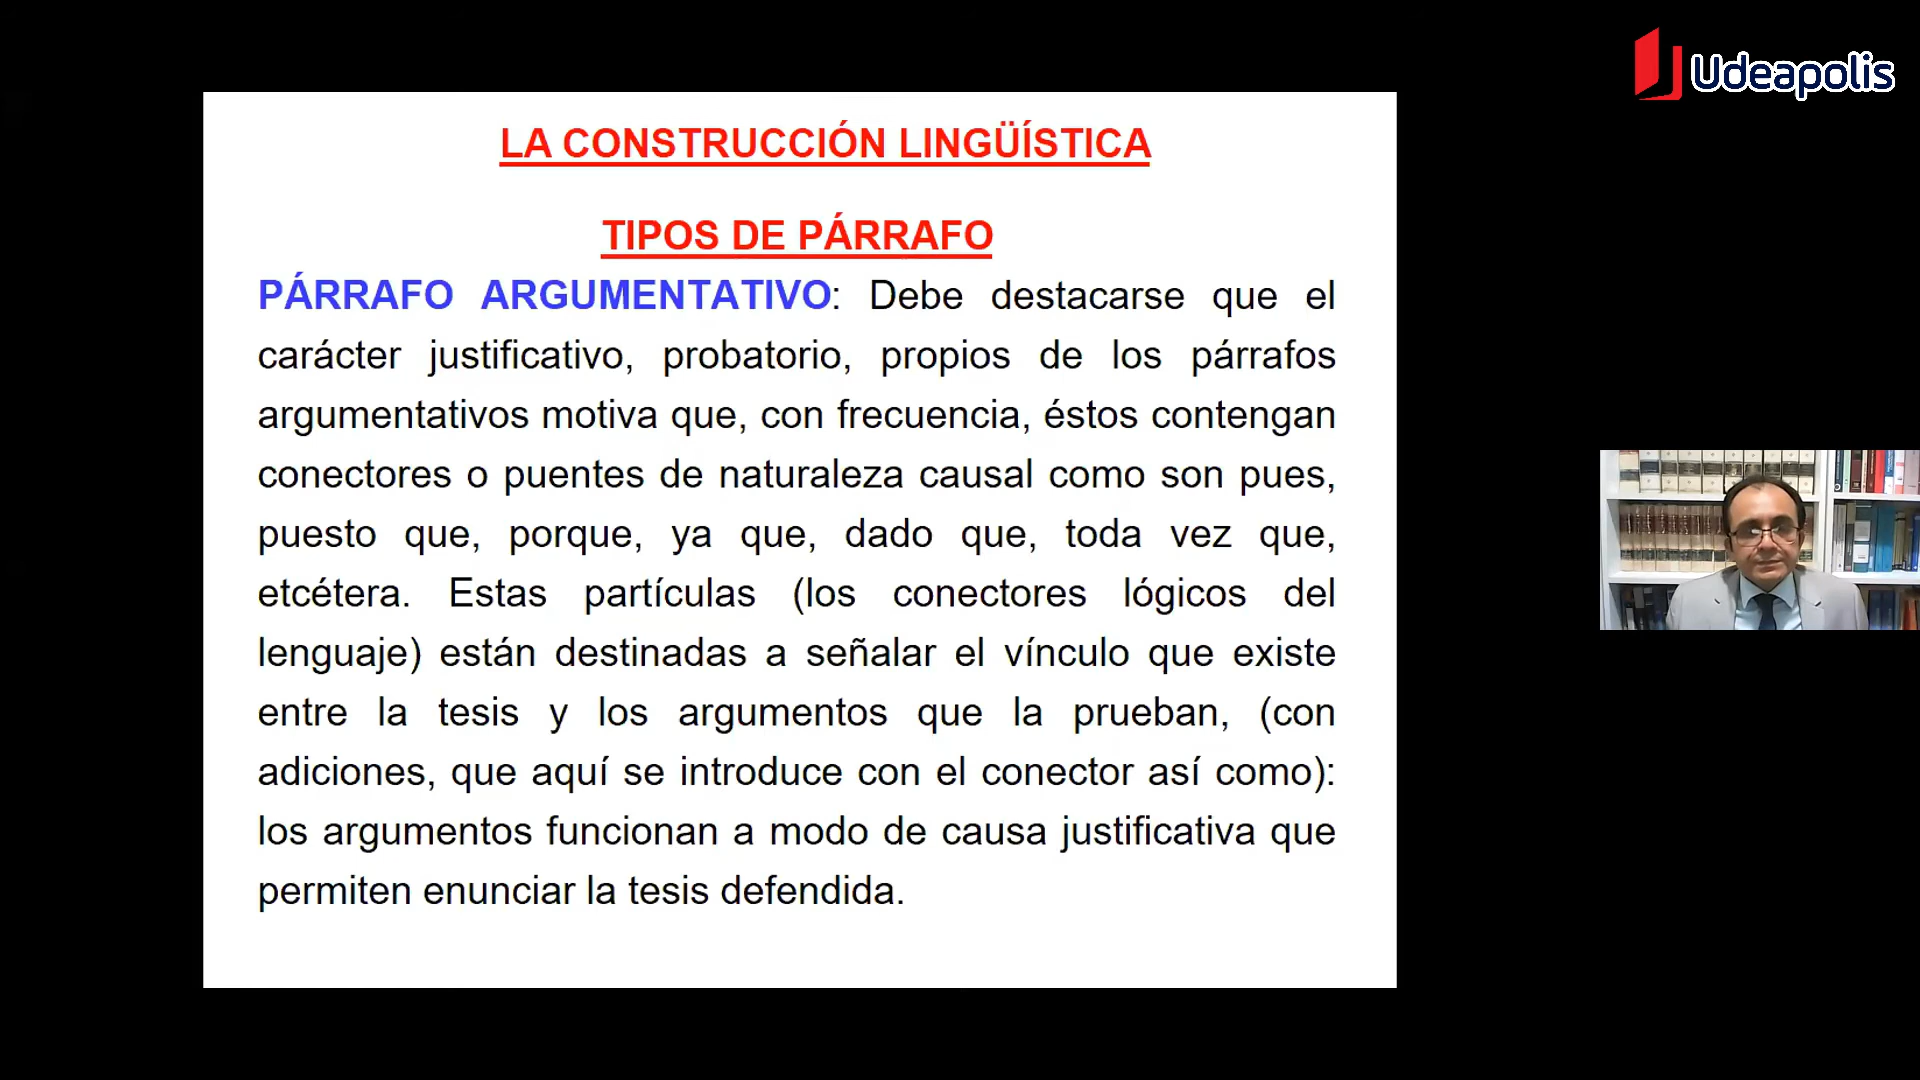 Udeapolis
LA CONSTRUCCIÓN LINGÜÍSTICA
TIPOS DE PÁRRAFO
PÁRRAFO ARGUMENTATIVO: Debe destacarse que el
carácter justificativo, probatorio, propios de los párrafos
argumentativos motiva que, con frecuencia, éstos contengan
conectores o puentes de naturaleza causal como son pues,
puesto que, porque, ya que, dado que, toda vez que,
etcétera. Estas partículas (los conectores lógicos del
lenguaje) están destinadas a señalar el vínculo que existe
entre la tesis y los argumentos que la prueban, (con
adiciones, que aquí se introduce con el conector así como):
los argumentos funcionan a modo de causa justificativa que
permiten enunciar la tesis defendida.